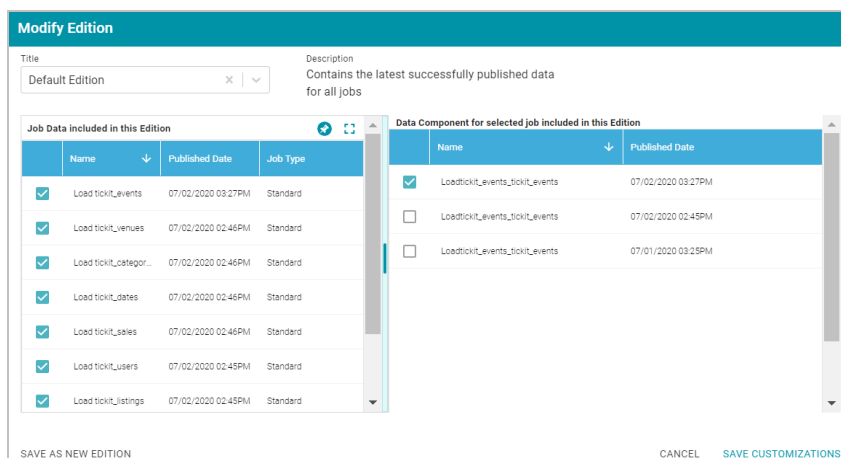 Modify Edition
Title
Default Edition
Description
Contains the latest successfully published data
for all jobs
Job Data included in this Edition
Name Published Date Job Type
Load tickit_events 07/02/2020 03:27PM Standard
Load tickit_venues 07/02/2020 02:46PM Standard
Load tickit_categor... 07/02/2020 02:46PM Standard
Load tickit_dates 07/02/2020 02:46PM Standard
Load tickit_sales 07/02/2020 02:46PM Standard
Load tickit_users 07/02/2020 02:45PM Standard
Load tickit_listings 07/02/2020 02:45PM Standard
Data Component for selected job included in this Edition
Name Published Date
Loadtickit_events_tickit_events 07/02/2020 03:27PM
Loadtickit_events_tickit_events 07/02/2020 02:45PM
Loadtickit_events_tickit_events 07/01/2020 03:25PM
SAVE AS NEW EDITION
CANCEL SAVE CUSTOMIZATIONS